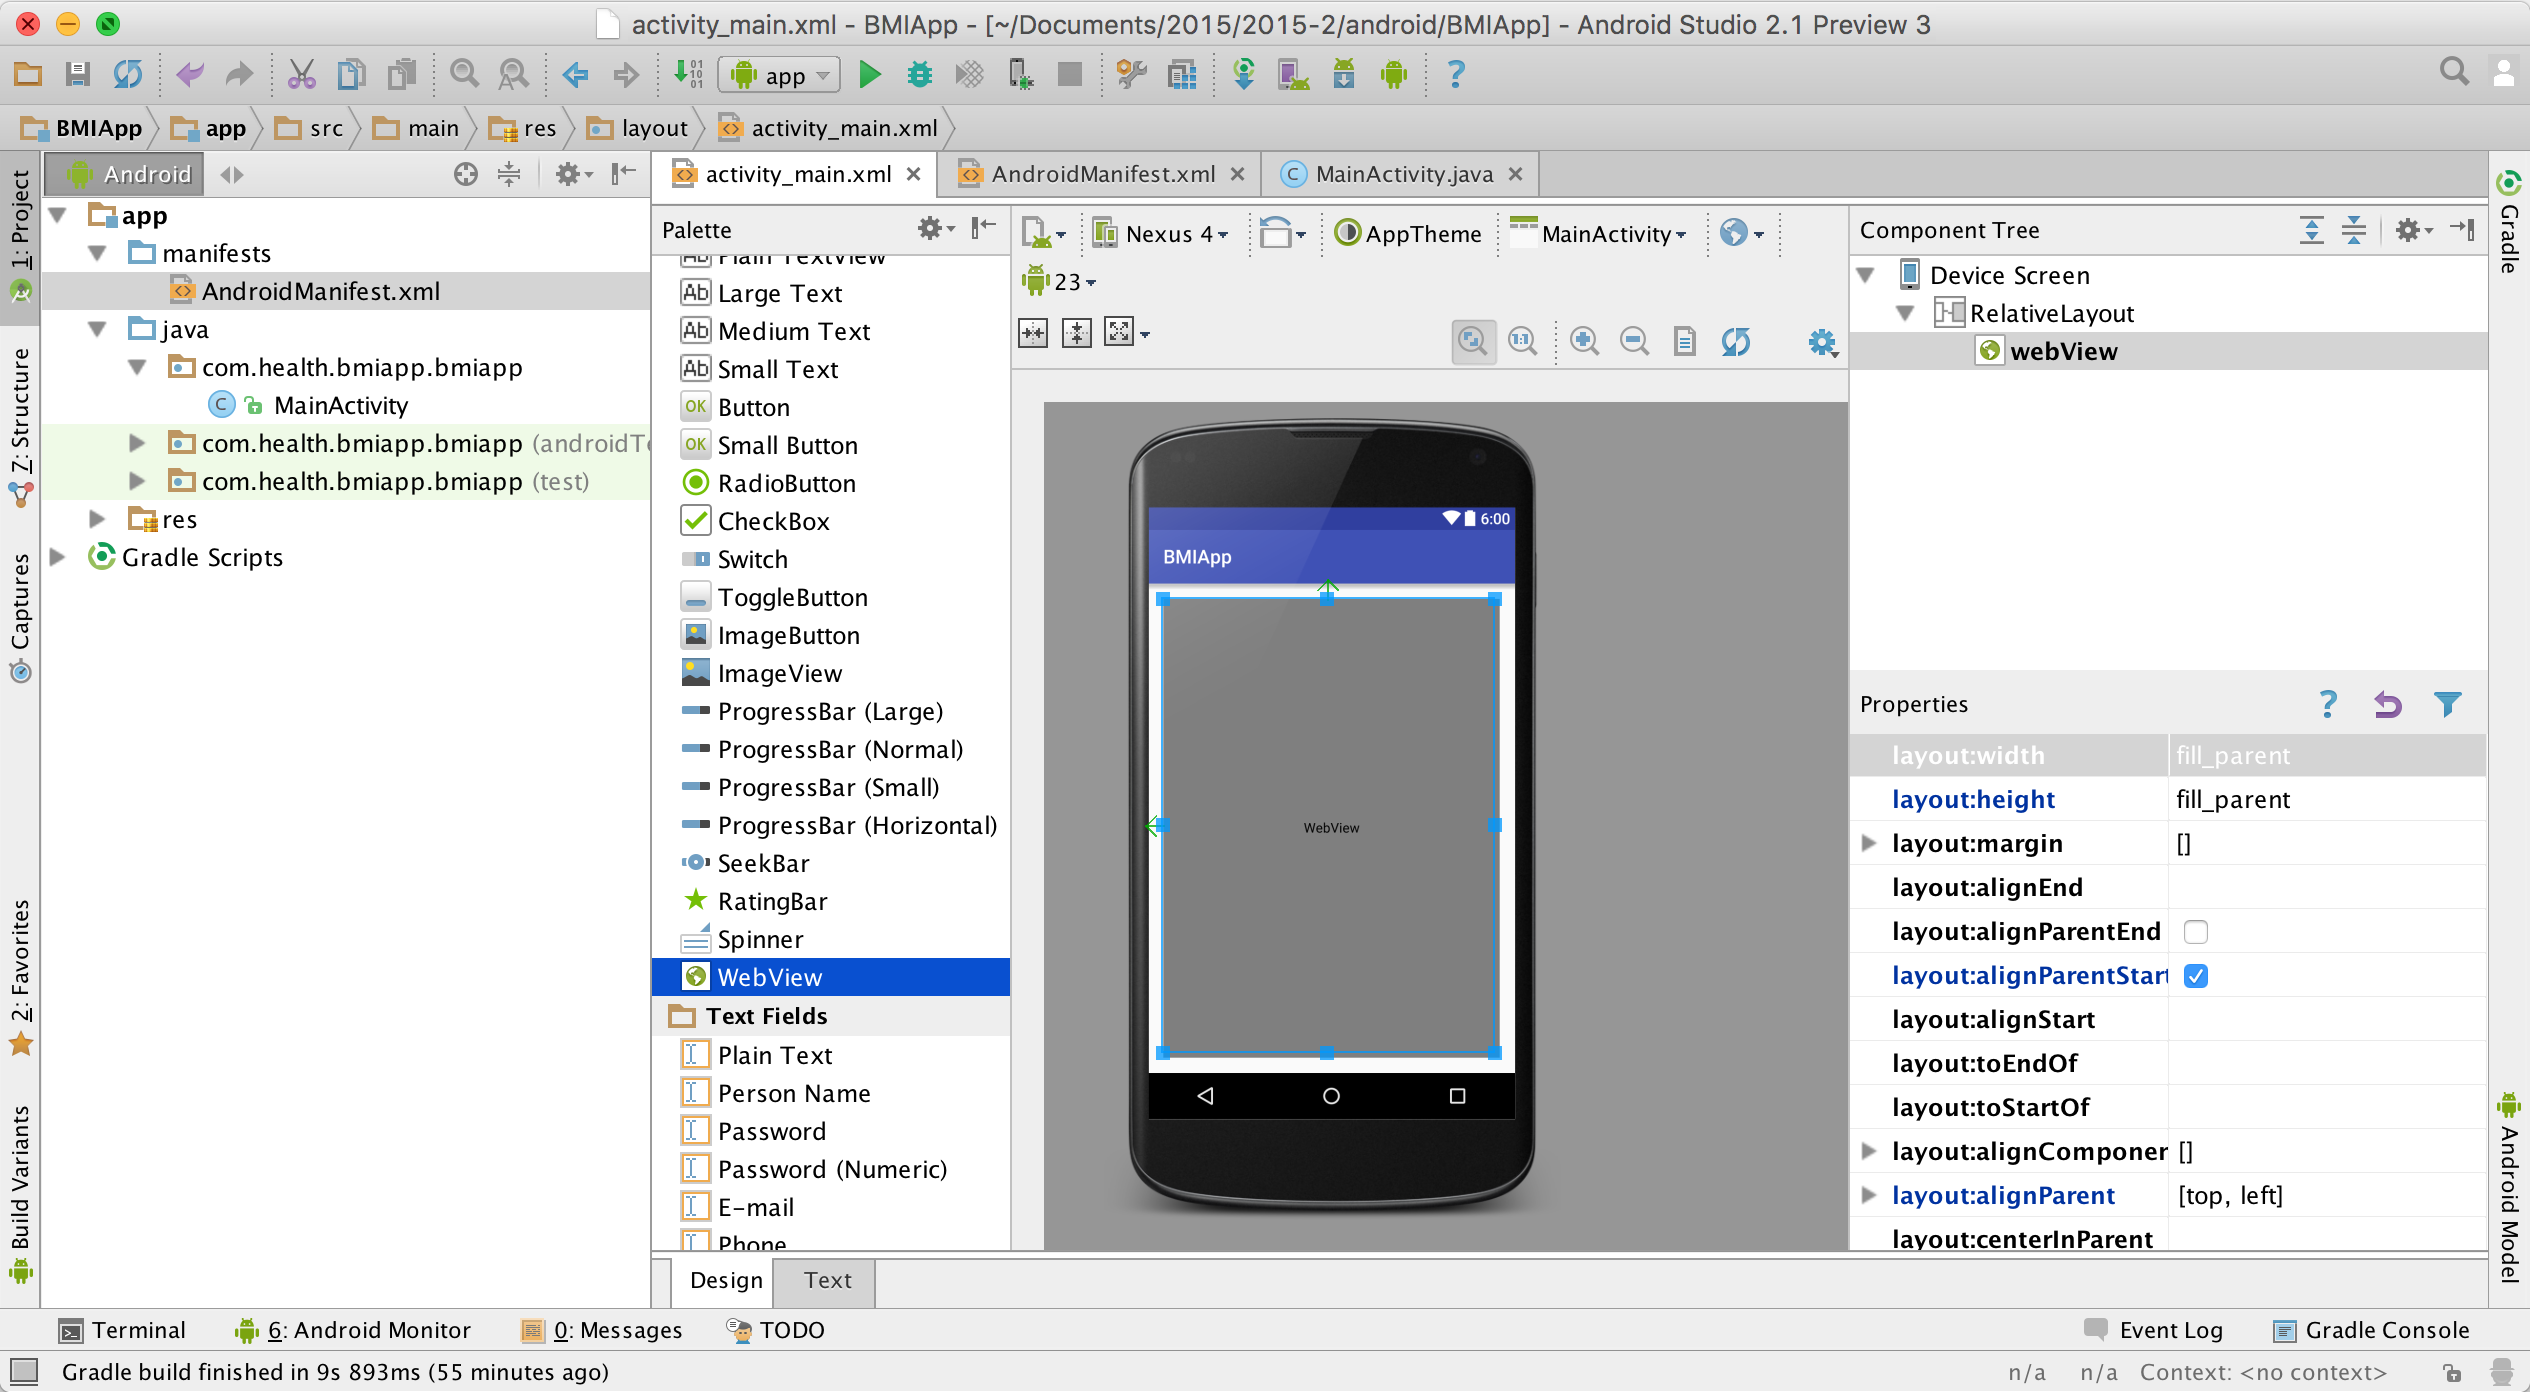 activity_main.xml - BMIApp - [~/Documents/2015/2015-2/android/BMIApp] - Android Studio 2.1 Preview 3
app
BMIApp
app
src
main
res
layout
activity_main.xml
1: Project
7: Structure
Captures
2: Favorites
Build Variants
Android
app
manifests
AndroidManifest.xml
java
com.health.bmiapp.bmiapp
MainActivity
com.health.bmiapp.bmiapp (androidTe
com.health.bmiapp.bmiapp (test)
res
Gradle Scripts
activity_main.xml
AndroidManifest.xml
MainActivity.java
Palette
Plain TextView
Large Text
Medium Text
Small Text
Button
Small Button
RadioButton
CheckBox
Switch
ToggleButton
ImageButton
ImageView
ProgressBar (Large)
ProgressBar (Normal)
ProgressBar (Small)
ProgressBar (Horizontal)
SeekBar
RatingBar
Spinner
WebView
Text Fields
Plain Text
Person Name
Password
Password (Numeric)
E-mail
Phone
Nexus 4
AppTheme
MainActivity
23
6:00
BMIApp
WebView
Design
Text
Component Tree
Device Screen
RelativeLayout
webView
Properties
layout:width fill_parent
layout:height fill_parent
layout:margin []
layout:alignEnd
layout:alignParentEnd
layout:alignParentStart
layout:alignStart
layout:toEndOf
layout:toStartOf
layout:alignComponer []
layout:alignParent [top, left]
layout:centerInParent
Gradle
Android Model
Terminal
6: Android Monitor
0: Messages
TODO
Event Log
Gradle Console
Gradle build finished in 9s 893ms (55 minutes ago)
n/a
n/a
Context: <no context>